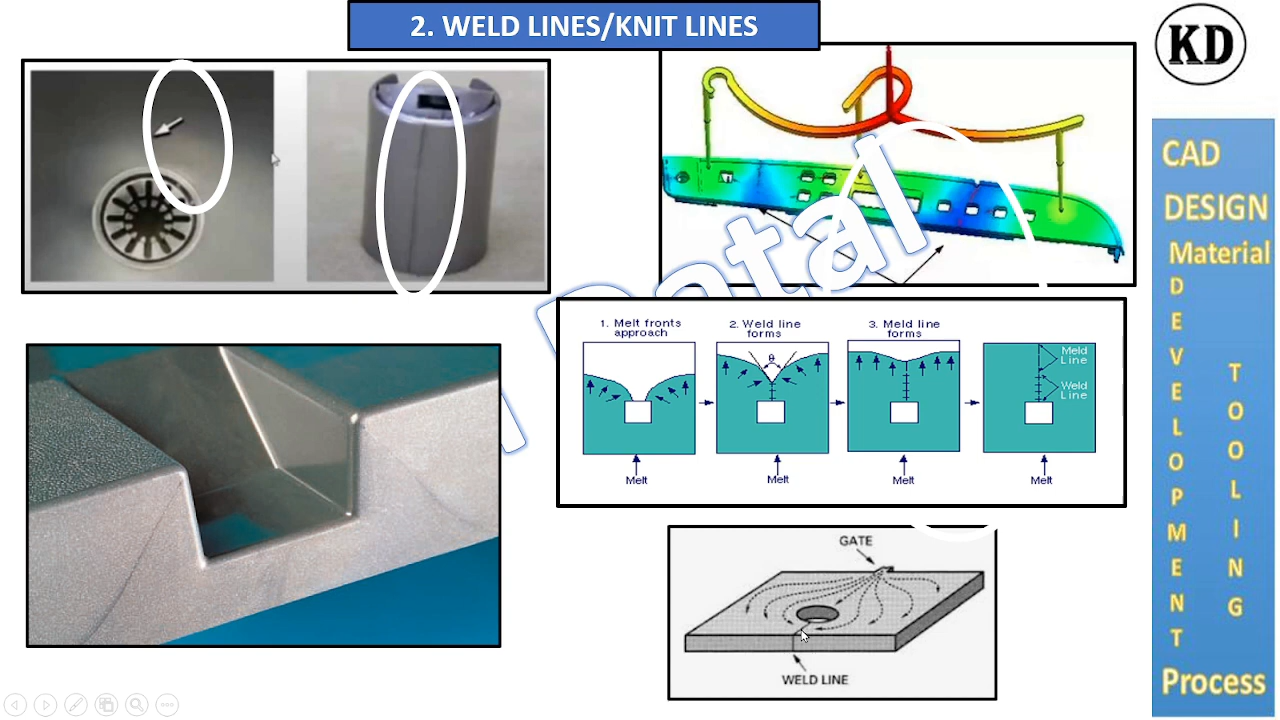 2. WELD LINES/KNIT LINES
KD
CAD
DESIGN
Material
DEVELOPMENT
TOOLING
Process
1. Melt fronts
approach
2. Weld line
forms
3. Meld line
forms
θ
Meld
Line
Weld
Line
Melt
Melt
Melt
Melt
GATE
WELD LINE